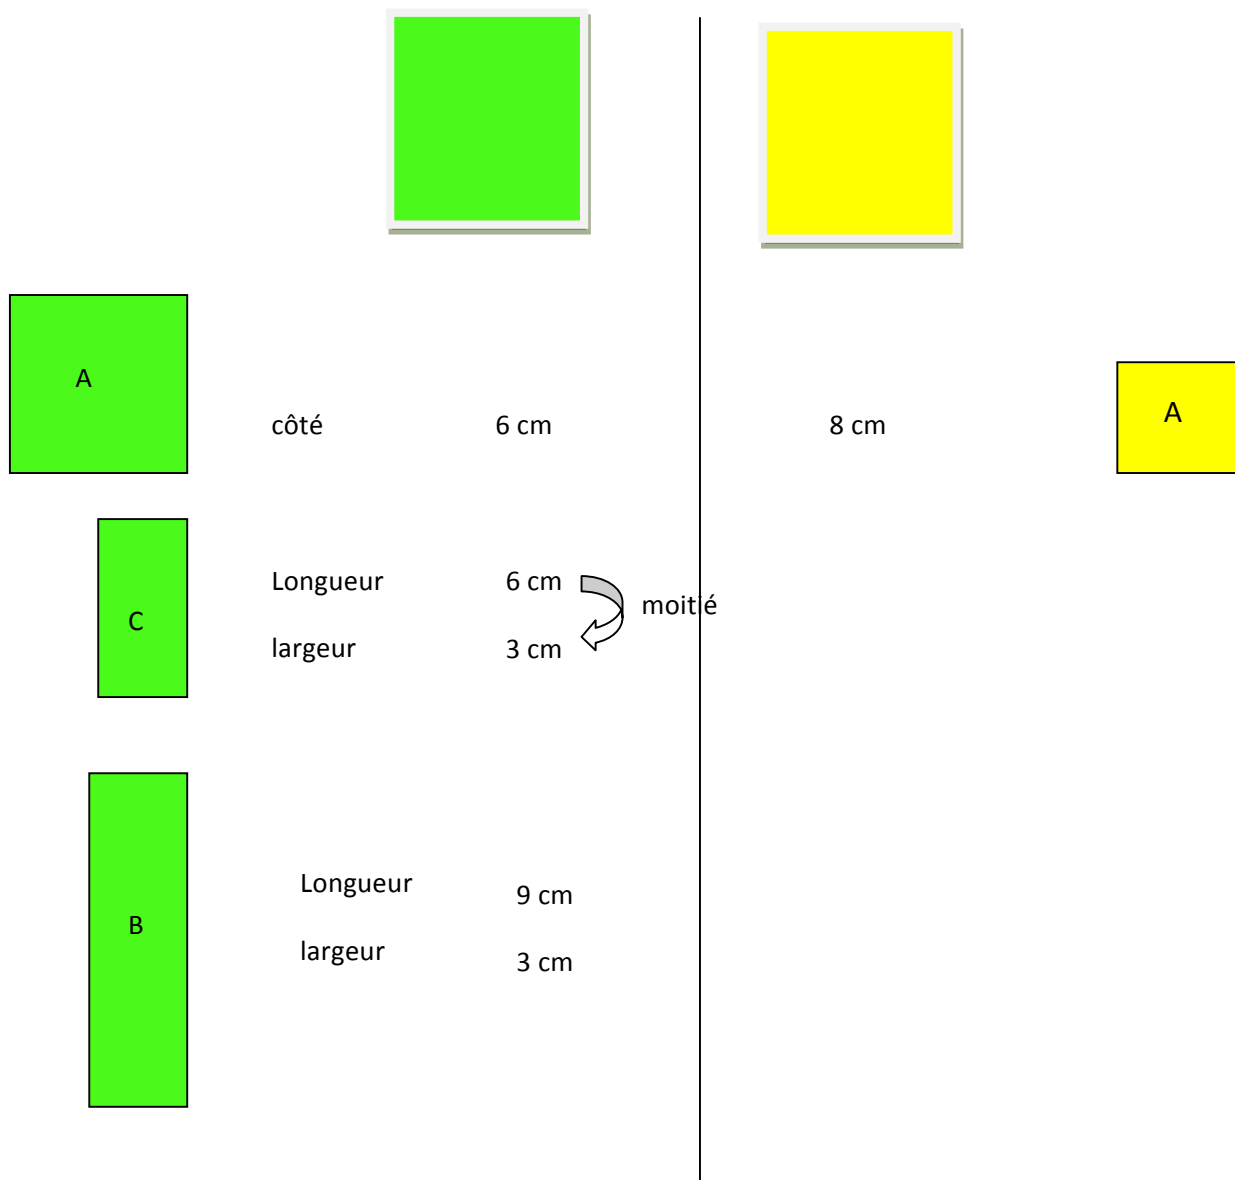 A
A
côté 6 cm 8 cm
Longueur 6 cm
moitié
C
largeur 3 cm
Longueur 9 cm
B
largeur 3 cm